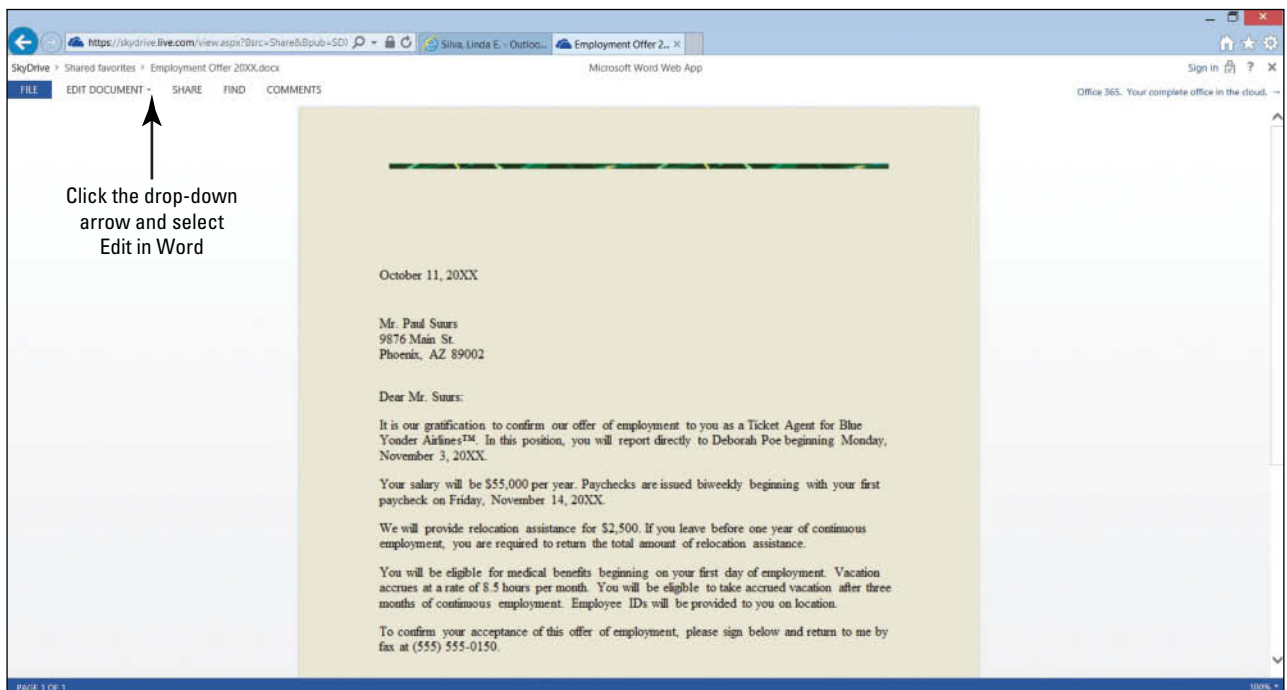 https://skydrive.live.com/view.aspx?Bsrc=Share&Bpub=SDX
Silva, Linda E. - Outloo...
Employment Offer 2...
SkyDrive
Shared favorites
Employment Offer 20XX.docx
Microsoft Word Web App
Sign in
?
FILE
EDIT DOCUMENT
SHARE
FIND
COMMENTS
Office 365. Your complete office in the cloud.
Click the drop-down
arrow and select
Edit in Word
October 11, 20XX
Mr. Paul Suurs
9876 Main St.
Phoenix, AZ 89002
Dear Mr. Suurs:
It is our gratification to confirm our offer of employment to you as a Ticket Agent for Blue
Yonder Airlines™. In this position, you will report directly to Deborah Poe beginning Monday,
November 3, 20XX.
Your salary will be $55,000 per year. Paychecks are issued biweekly beginning with your first
paycheck on Friday, November 14, 20XX.
We will provide relocation assistance for $2,500. If you leave before one year of continuous
employment, you are required to return the total amount of relocation assistance.
You will be eligible for medical benefits beginning on your first day of employment. Vacation
accrues at a rate of 8.5 hours per month. You will be eligible to take accrued vacation after three
months of continuous employment. Employee IDs will be provided to you on location.
To confirm your acceptance of this offer of employment, please sign below and return to me by
fax at (555) 555-0150.
PAGE 1 OF 1
100%